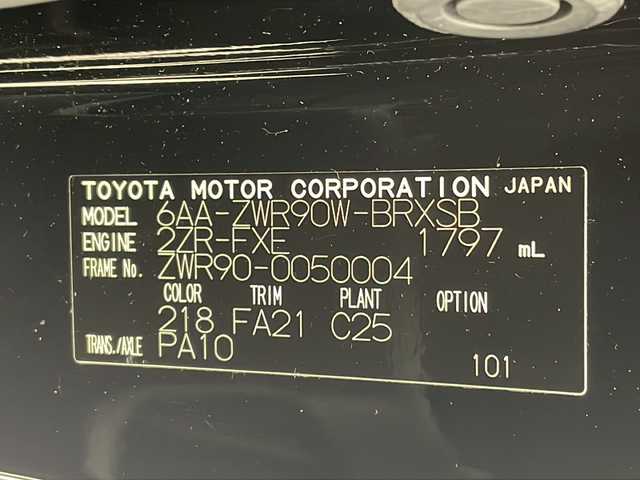 TOYOTA MOTOR CORPORATION JAPAN
MODEL 6AA-ZWR90W-BRXSB
ENGINE 2ZR-FXE 1797 mL
FRAME No. ZWR90-0050004
COLOR TRIM PLANT OPTION
218 FA21 C25
TRANS./AXLE PA10
101